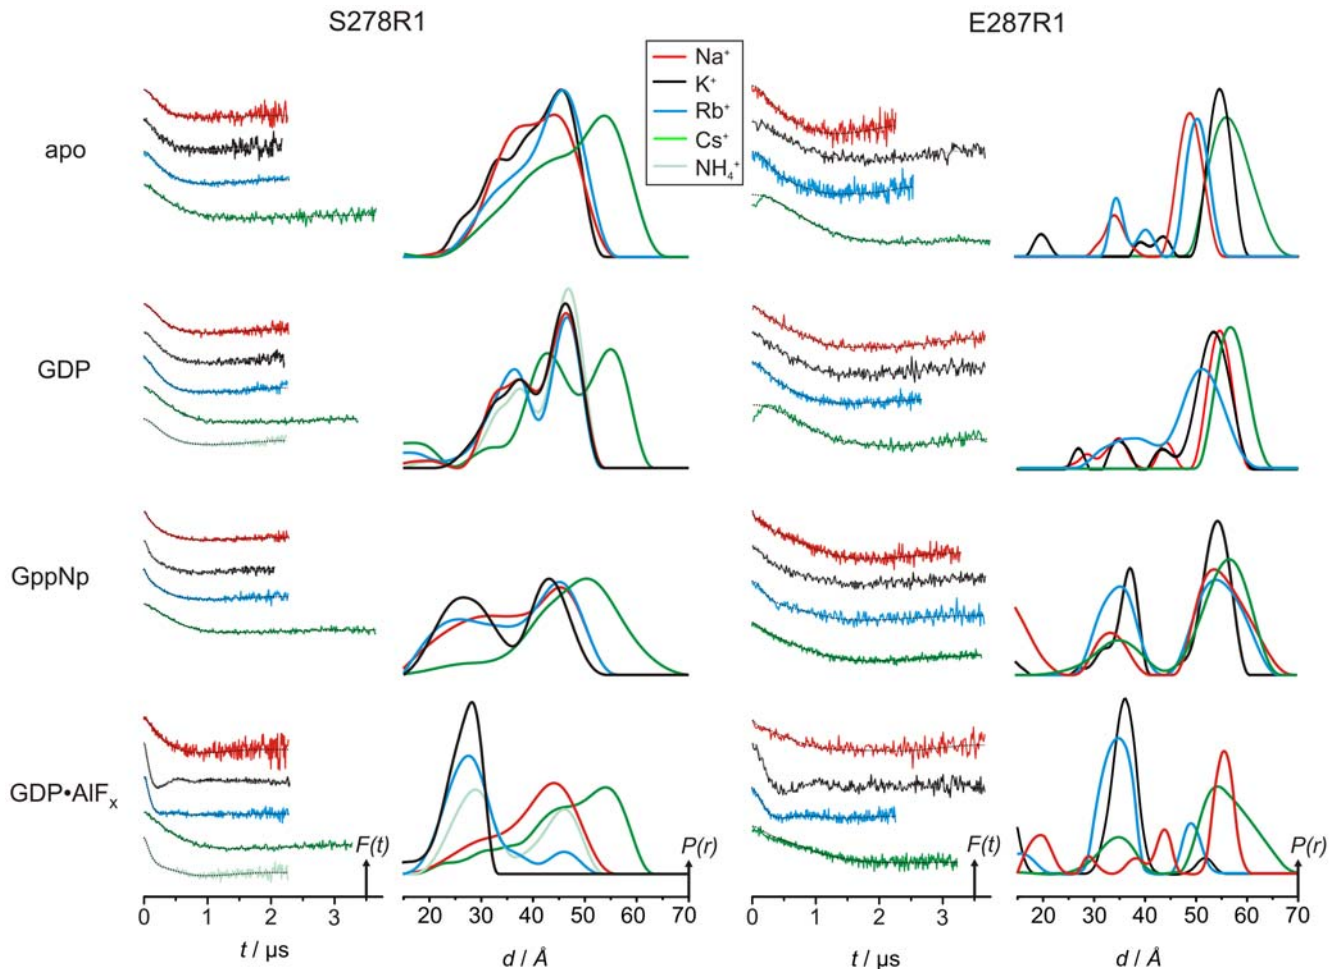 S278R1
E287R1
Na⁺
K⁺
Rb⁺
Cs⁺
NH₄⁺
apo
GDP
GppNp
GDP•AlFₓ
F(t)
P(r)
F(t)
P(r)
0 1 2 3
20 30 40 50 60 70
0 1 2 3
20 30 40 50 60 70
t / µs
d / Å
t / µs
d / Å